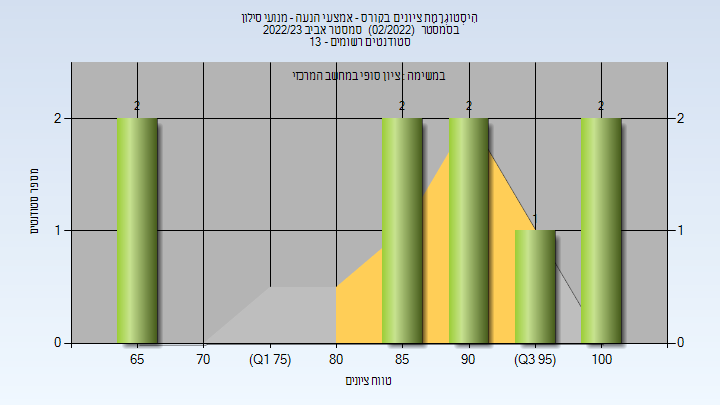 היסטוגרמת ציונים בקורס - אמצעי הנעה - מנועי סילון
בסמסטר (02/2022) סמסטר אביב 2022/23
סטודנטים רשומים - 13
במשימה : ציון סופי במחשב המרכזי
2 2 2 2
1
2 2
1 1
0 0
מספר סטודנטים
65 70 (Q1 75) 80 85 90 (Q3 95) 100
טווח ציונים